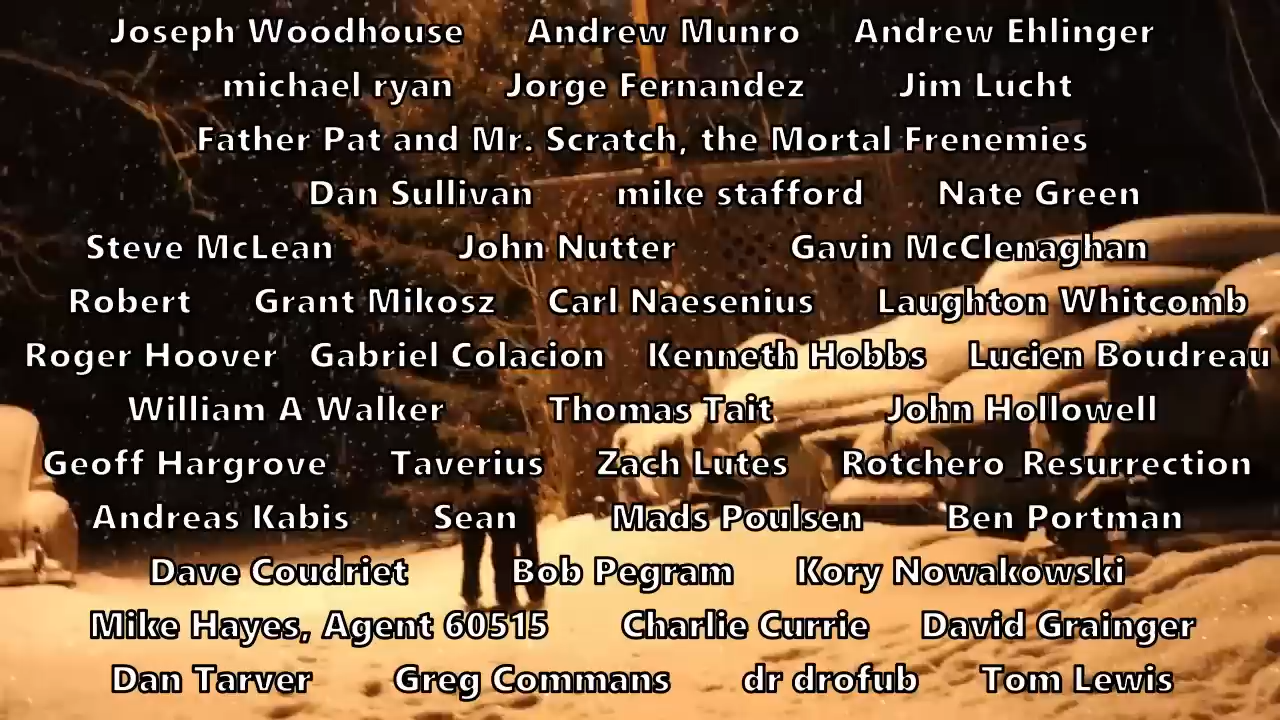 Joseph Woodhouse Andrew Munro Andrew Ehlinger
michael ryan Jorge Fernandez Jim Lucht
Father Pat and Mr. Scratch, the Mortal Frenemies
Dan Sullivan mike stafford Nate Green
Steve McLean John Nutter Gavin McClenaghan
Robert Grant Mikosz Carl Naesenius Laughton Whitcomb
Roger Hoover Gabriel Colacion Kenneth Hobbs Lucien Boudreau
William A Walker Thomas Tait John Hollowell
Geoff Hargrove Taverius Zach Lutes Rotchero_Resurrection
Andreas Kabis Sean Mads Poulsen Ben Portman
Dave Coudriet Bob Pegram Kory Nowakowski
Mike Hayes, Agent 60515 Charlie Currie David Grainger
Dan Tarver Greg Commans dr drofub Tom Lewis